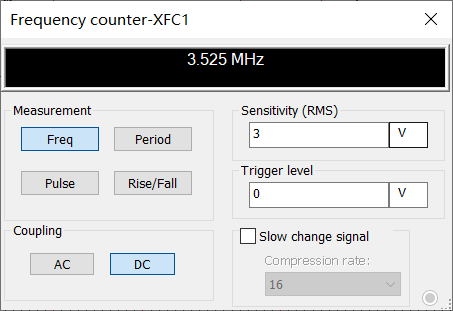 Frequency counter-XFC1
3.525 MHz
Measurement
Freq
Period
Pulse
Rise/Fall
Coupling
AC
DC
Sensitivity (RMS)
3
V
Trigger level
0
V
Slow change signal
Compression rate:
16